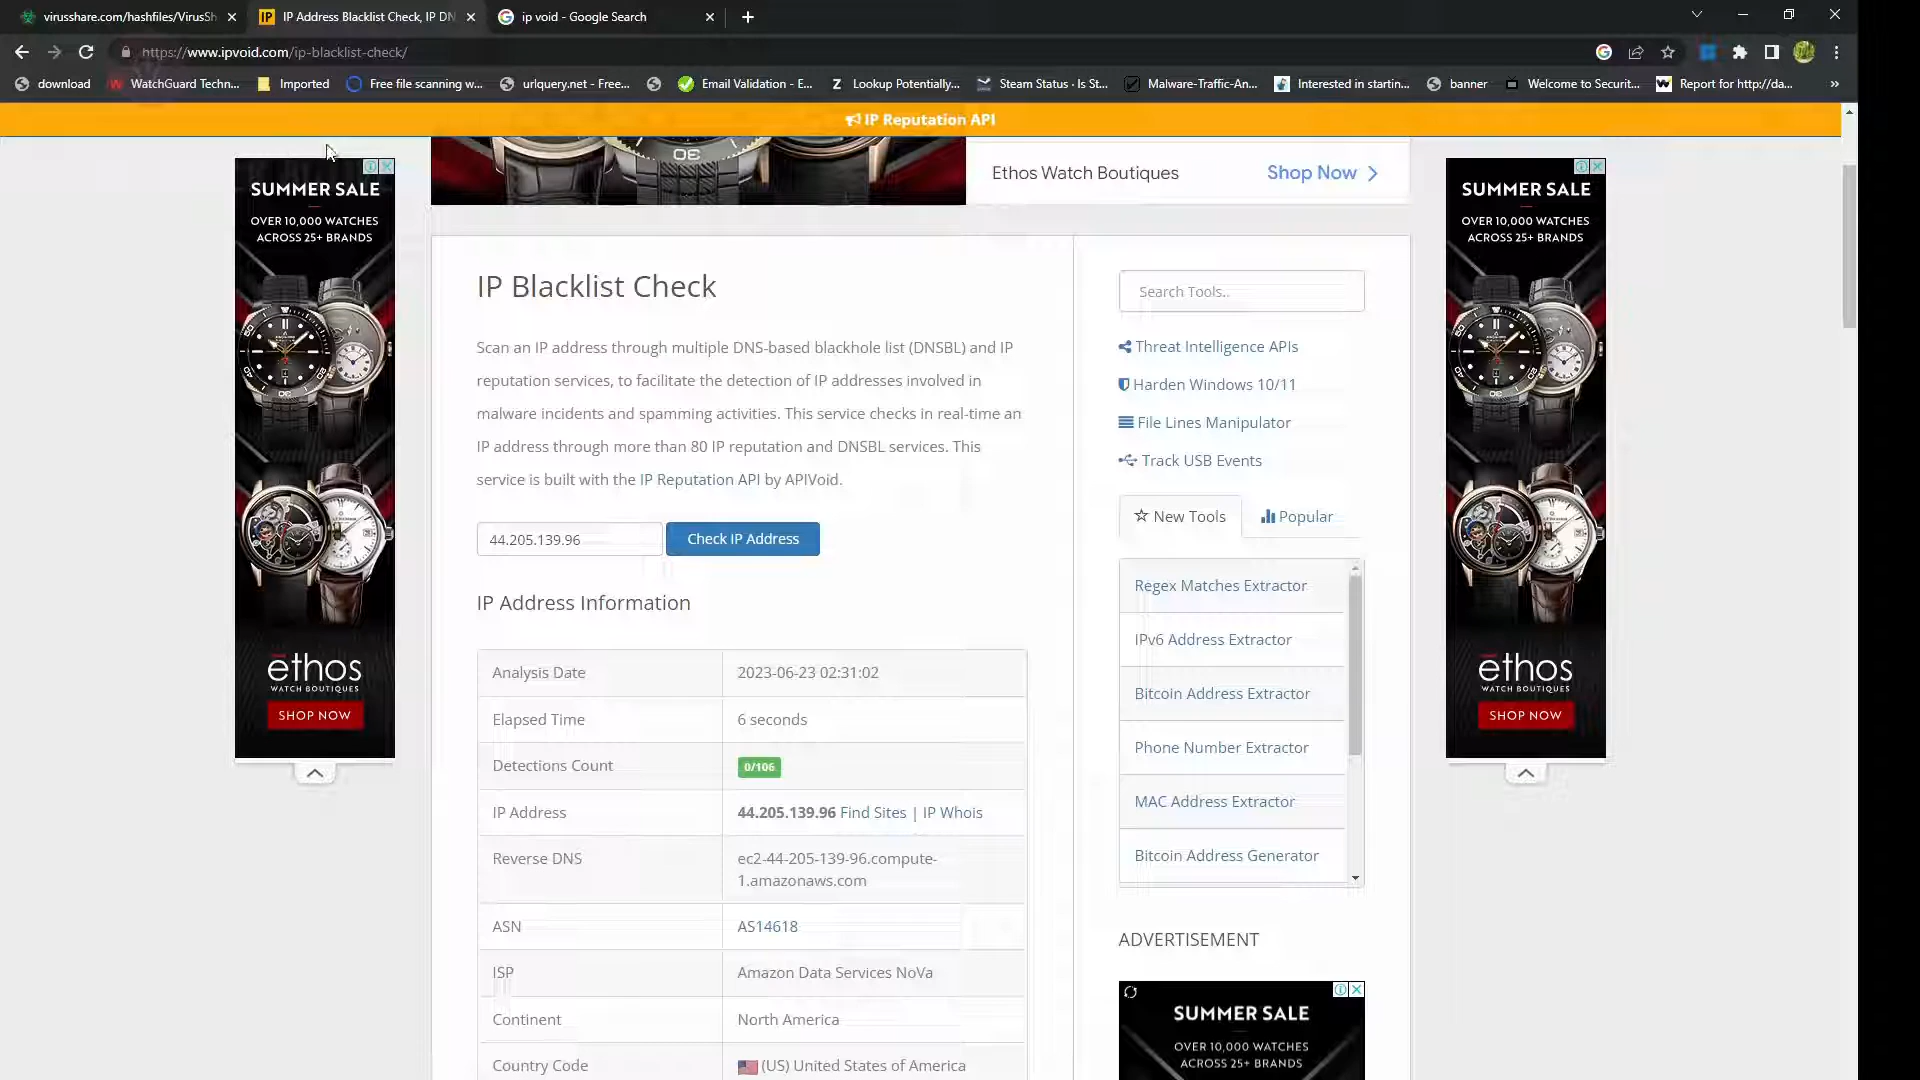 virusshare.com/hashfiles/VirusSh
IP Address Blacklist Check, IP DN
ip void - Google Search
https://www.ipvoid.com/ip-blacklist-check/
download
WatchGuard Techn...
Imported
Free file scanning w...
urlquery.net - Free...
Email Validation - E...
Lookup Potentially...
Steam Status · Is St...
Malware-Traffic-An...
Interested in startin...
banner
Welcome to Securit...
Report for http://da...
»
IP Reputation API
Ethos Watch Boutiques
Shop Now
SUMMER SALE
OVER 10,000 WATCHES
ACROSS 25+ BRANDS
ethos
WATCH BOUTIQUES
SHOP NOW
IP Blacklist Check
Scan an IP address through multiple DNS-based blackhole list (DNSBL) and IP
reputation services, to facilitate the detection of IP addresses involved in
malware incidents and spamming activities. This service checks in real-time an
IP address through more than 80 IP reputation and DNSBL services. This
service is built with the IP Reputation API by APIVoid.
44.205.139.96
Check IP Address
IP Address Information
Analysis Date 2023-06-23 02:31:02
Elapsed Time 6 seconds
Detections Count 0/106
IP Address 44.205.139.96 Find Sites | IP Whois
Reverse DNS ec2-44-205-139-96.compute-
1.amazonaws.com
ASN AS14618
ISP Amazon Data Services NoVa
Continent North America
Country Code (US) United States of America
Search Tools..
Threat Intelligence APIs
Harden Windows 10/11
File Lines Manipulator
Track USB Events
New Tools
Popular
Regex Matches Extractor
IPv6 Address Extractor
Bitcoin Address Extractor
Phone Number Extractor
MAC Address Extractor
Bitcoin Address Generator
ADVERTISEMENT
SUMMER SALE
OVER 10,000 WATCHES
ACROSS 25+ BRANDS
SUMMER SALE
OVER 10,000 WATCHES
ACROSS 25+ BRANDS
ethos
WATCH BOUTIQUES
SHOP NOW